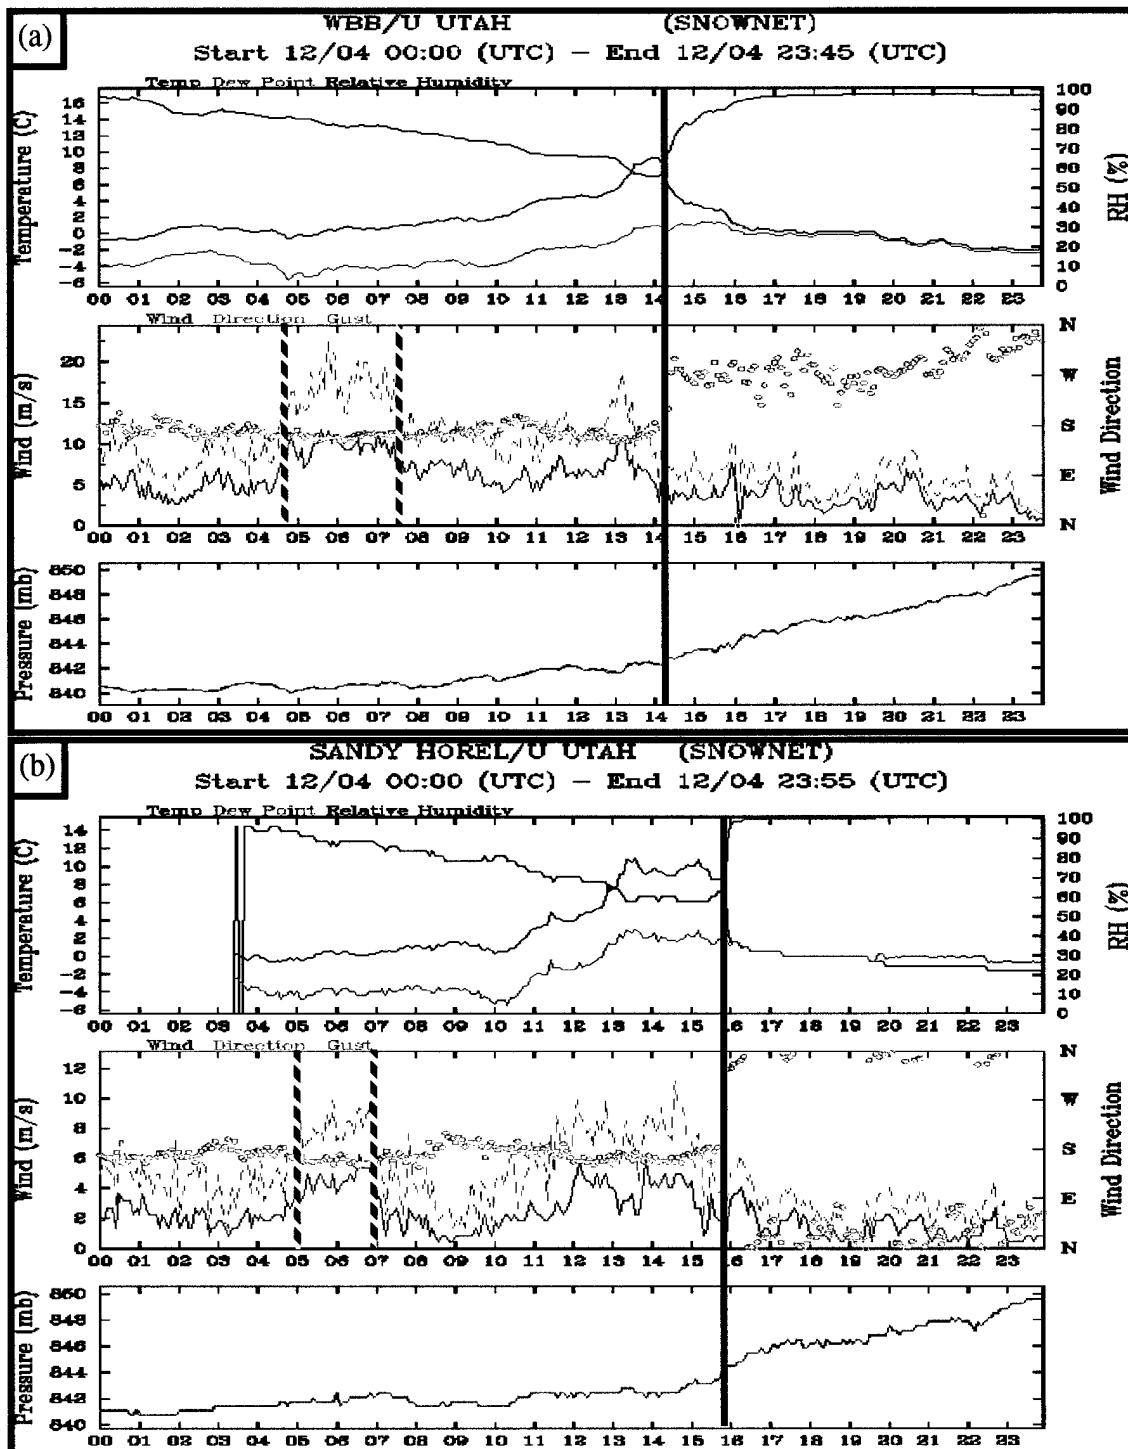 (a)
WBB/U UTAH (SNOWNET)
Start 12/04 00:00 (UTC) – End 12/04 23:45 (UTC)
Temp Dew Point Relative Humidity
Temperature (C)
16
14
12
10
8
6
4
2
0
−2
−4
−6
100
90
80
70
60
50
40
30
20
10
0
RH (%)
00 01 02 03 04 05 06 07 08 09 10 11 12 13 14 15 16 17 18 19 20 21 22 23
Wind Direction Gust
Wind (m/s)
20
15
10
5
0
N
W
S
E
N
Wind Direction
00 01 02 03 04 05 06 07 08 09 10 11 12 13 14 15 16 17 18 19 20 21 22 23
Pressure (mb)
850
848
846
844
842
840
00 01 02 03 04 05 06 07 08 09 10 11 12 13 14 15 16 17 18 19 20 21 22 23
(b)
SANDY HOREL/U UTAH (SNOWNET)
Start 12/04 00:00 (UTC) – End 12/04 23:55 (UTC)
Temp Dew Point Relative Humidity
Temperature (C)
14
12
10
8
6
4
2
0
−2
−4
−6
100
90
80
70
60
50
40
30
20
10
0
RH (%)
00 01 02 03 04 05 06 07 08 09 10 11 12 13 14 15 16 17 18 19 20 21 22 23
Wind Direction Gust
Wind (m/s)
12
10
8
6
4
2
0
N
W
S
E
N
Wind Direction
00 01 02 03 04 05 06 07 08 09 10 11 12 13 14 15 16 17 18 19 20 21 22 23
Pressure (mb)
850
848
846
844
842
840
00 01 02 03 04 05 06 07 08 09 10 11 12 13 14 15 16 17 18 19 20 21 22 23